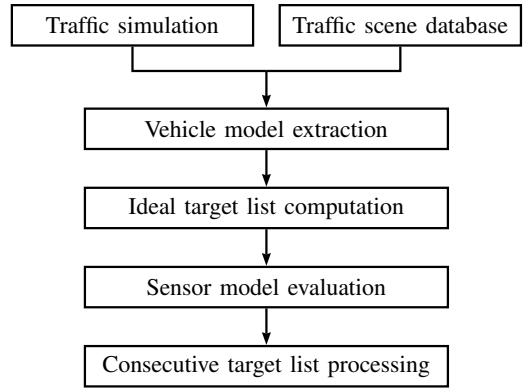 Traffic simulation
Traffic scene database
Vehicle model extraction
Ideal target list computation
Sensor model evaluation
Consecutive target list processing